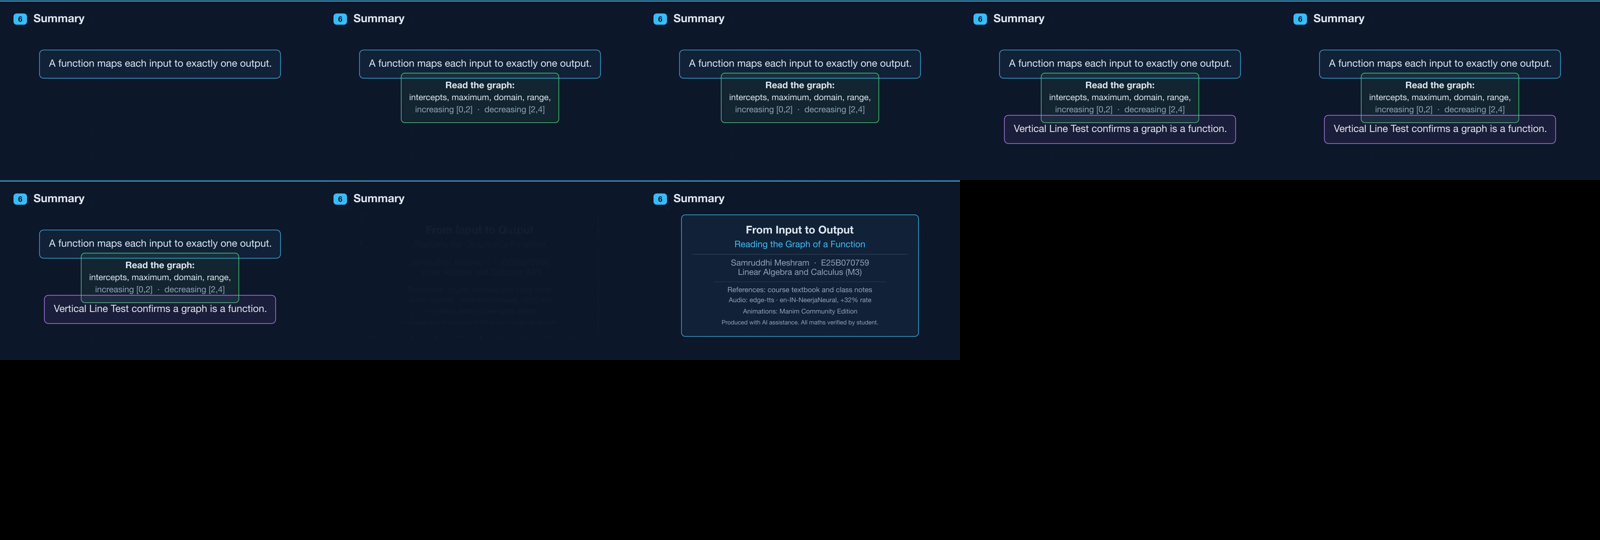 6 Summary
A function maps each input to exactly one output.
6 Summary
A function maps each input to exactly one output.
Read the graph:
intercepts, maximum, domain, range,
increasing [0,2] · decreasing [2,4]
6 Summary
A function maps each input to exactly one output.
Read the graph:
intercepts, maximum, domain, range,
increasing [0,2] · decreasing [2,4]
6 Summary
A function maps each input to exactly one output.
Read the graph:
intercepts, maximum, domain, range,
increasing [0,2] · decreasing [2,4]
Vertical Line Test confirms a graph is a function.
6 Summary
A function maps each input to exactly one output.
Read the graph:
intercepts, maximum, domain, range,
increasing [0,2] · decreasing [2,4]
Vertical Line Test confirms a graph is a function.
6 Summary
A function maps each input to exactly one output.
Read the graph:
intercepts, maximum, domain, range,
increasing [0,2] · decreasing [2,4]
Vertical Line Test confirms a graph is a function.
6 Summary
From Input to Output
6 Summary
From Input to Output
Reading the Graph of a Function
Samruddhi Meshram · E25B070759
Linear Algebra and Calculus (M3)
References: course textbook and class notes
Audio: edge-tts · en-IN-NeerjaNeural, +32% rate
Animations: Manim Community Edition
Produced with AI assistance. All maths verified by student.